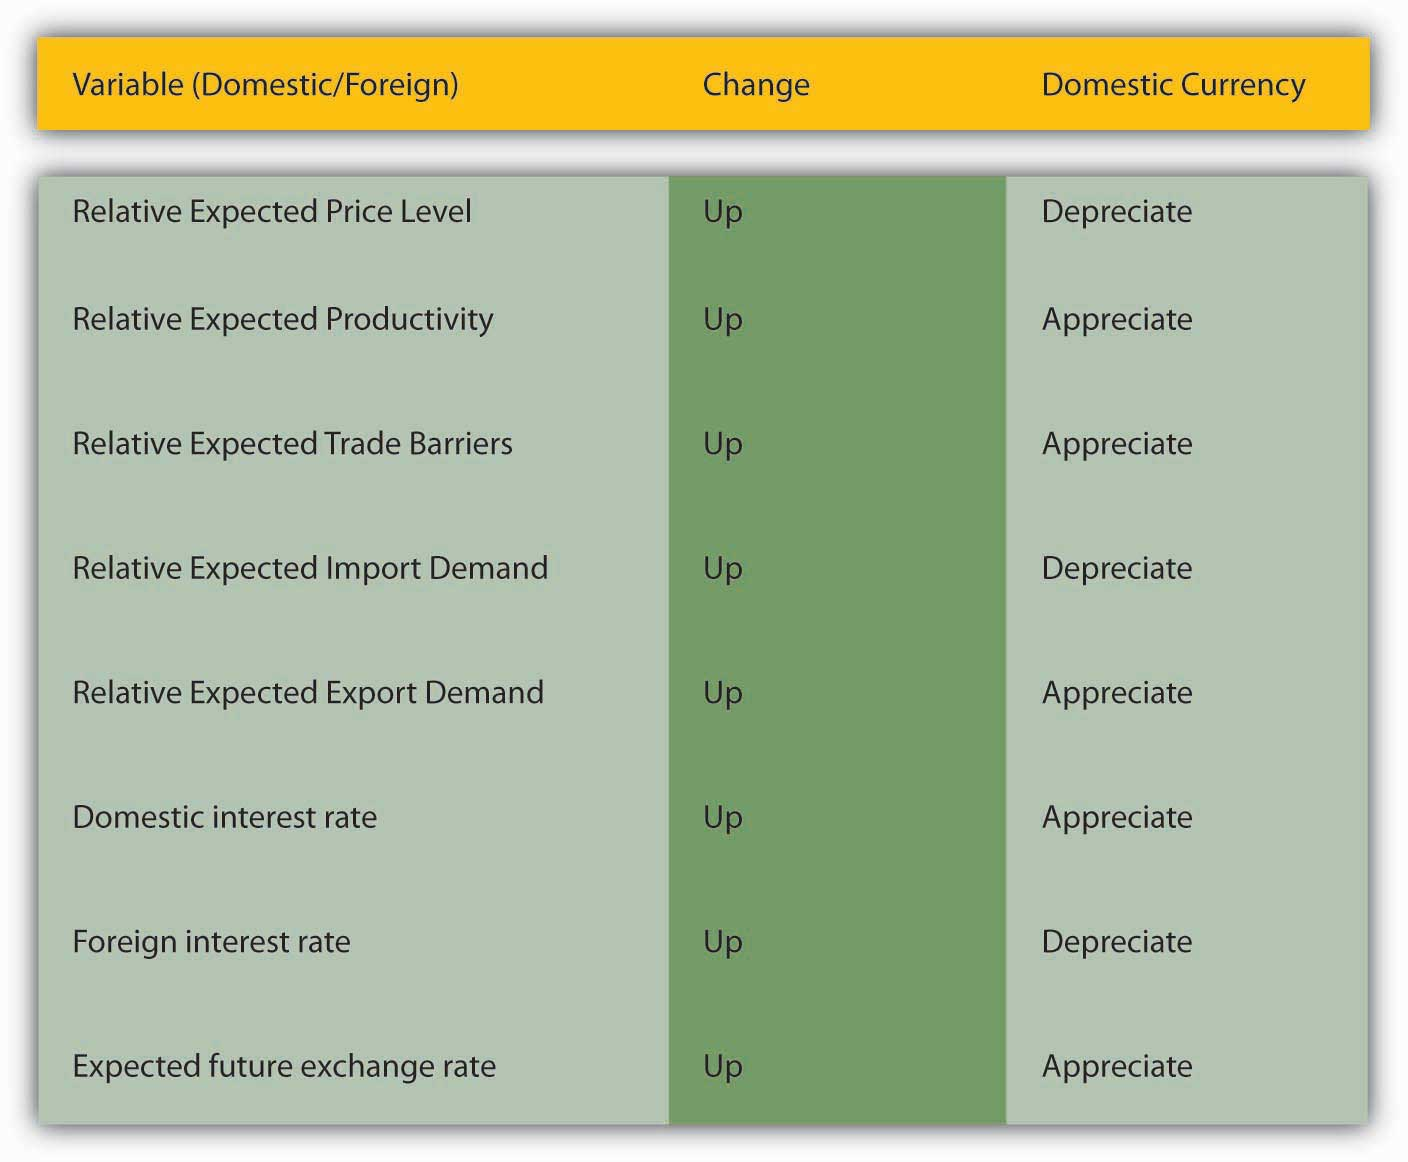 Variable (Domestic/Foreign) Change Domestic Currency
Relative Expected Price Level Up Depreciate
Relative Expected Productivity Up Appreciate
Relative Expected Trade Barriers Up Appreciate
Relative Expected Import Demand Up Depreciate
Relative Expected Export Demand Up Appreciate
Domestic interest rate Up Appreciate
Foreign interest rate Up Depreciate
Expected future exchange rate Up Appreciate